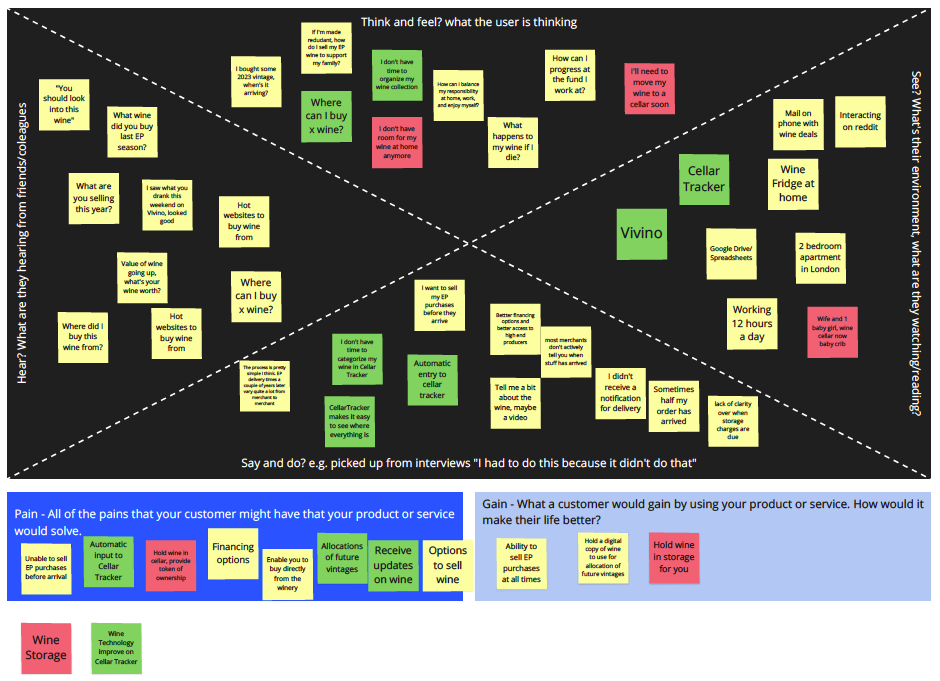 Think and feel? what the user is thinking
If I'm made
redudant, how
do I sell my EP
wine to support
my family?
I bought some
2023 vintage,
when's it
arriving?
I don't have
time to
organize my
wine collection
How can I balance
my responsiblity
at home, work,
and enjoy myself?
How can I
progress at
the fund I
work at?
I'll need to
move my
wine to a
cellar soon
Where
can I buy
x wine?
I don't have
room for my
wine at home
anymore
What
happens to
my wine if I
die?
Hear? What are they hearing from friends/coleagues
"You
should look
into this
wine"
What wine
did you buy
last EP
season?
What are
you selling
this year?
I saw what you
drank this
weekend on
Vivino, looked
good
Hot
websites to
buy wine
from
Value of wine
going up,
what's your
wine worth?
Where
can I buy
x wine?
Where did I
buy this
wine from?
Hot
websites to
buy wine
from
See? What's their environment, what are they watching/reading?
Mail on
phone with
wine deals
Interacting
on reddit
Cellar
Tracker
Wine
Fridge at
home
Vivino
Google Drive/
Spreadsheets
2 bedroom
apartment
in London
Working
12 hours
a day
Wife and 1
baby girl, wine
cellar now
baby crib
I want to sell
my EP
purchases
before they
arrive
Bettter financing
options and
better access to
high end
producers
most merchants
don't actively
tell you when
stuff has arrived
I don't have
time to
categorize my
wine in Cellar
Tracker
Automatic
entry to
cellar
tracker
The process is pretty
simple I think. EP
delivery times a
couple of years later
vary quite a lot from
merchant to
merchant
CellarTracker
makes it easy
to see where
everything is
Tell me a bit
about the
wine, maybe
a video
I didn't
receive a
notification
for delivery
Sometimes
half my
order has
arrived
lack of clarity
over when
storage
charges are
due
Say and do? e.g. picked up from interviews "I had to do this because it didn't do that"
Pain - All of the pains that your customer might have that your product or service
would solve.
Unable to sell
EP purchases
before arrival
Automatic
input to
Cellar
Tracker
Hold wine in
cellar, provide
token of
ownership
Financing
options
Enable you to
buy directly
from the
winery
Allocations
of future
vintages
Receive
updates
on wine
Options
to sell
wine
Gain - What a customer would gain by using your product or service. How would it
make their life better?
Ability to
sell EP
purchases
at all times
Hold a digital
copy of wine
to use for
allocation of
future vintages
Hold wine
in storage
for you
Wine
Storage
Wine
Technology
Improve on
Cellar Tracker